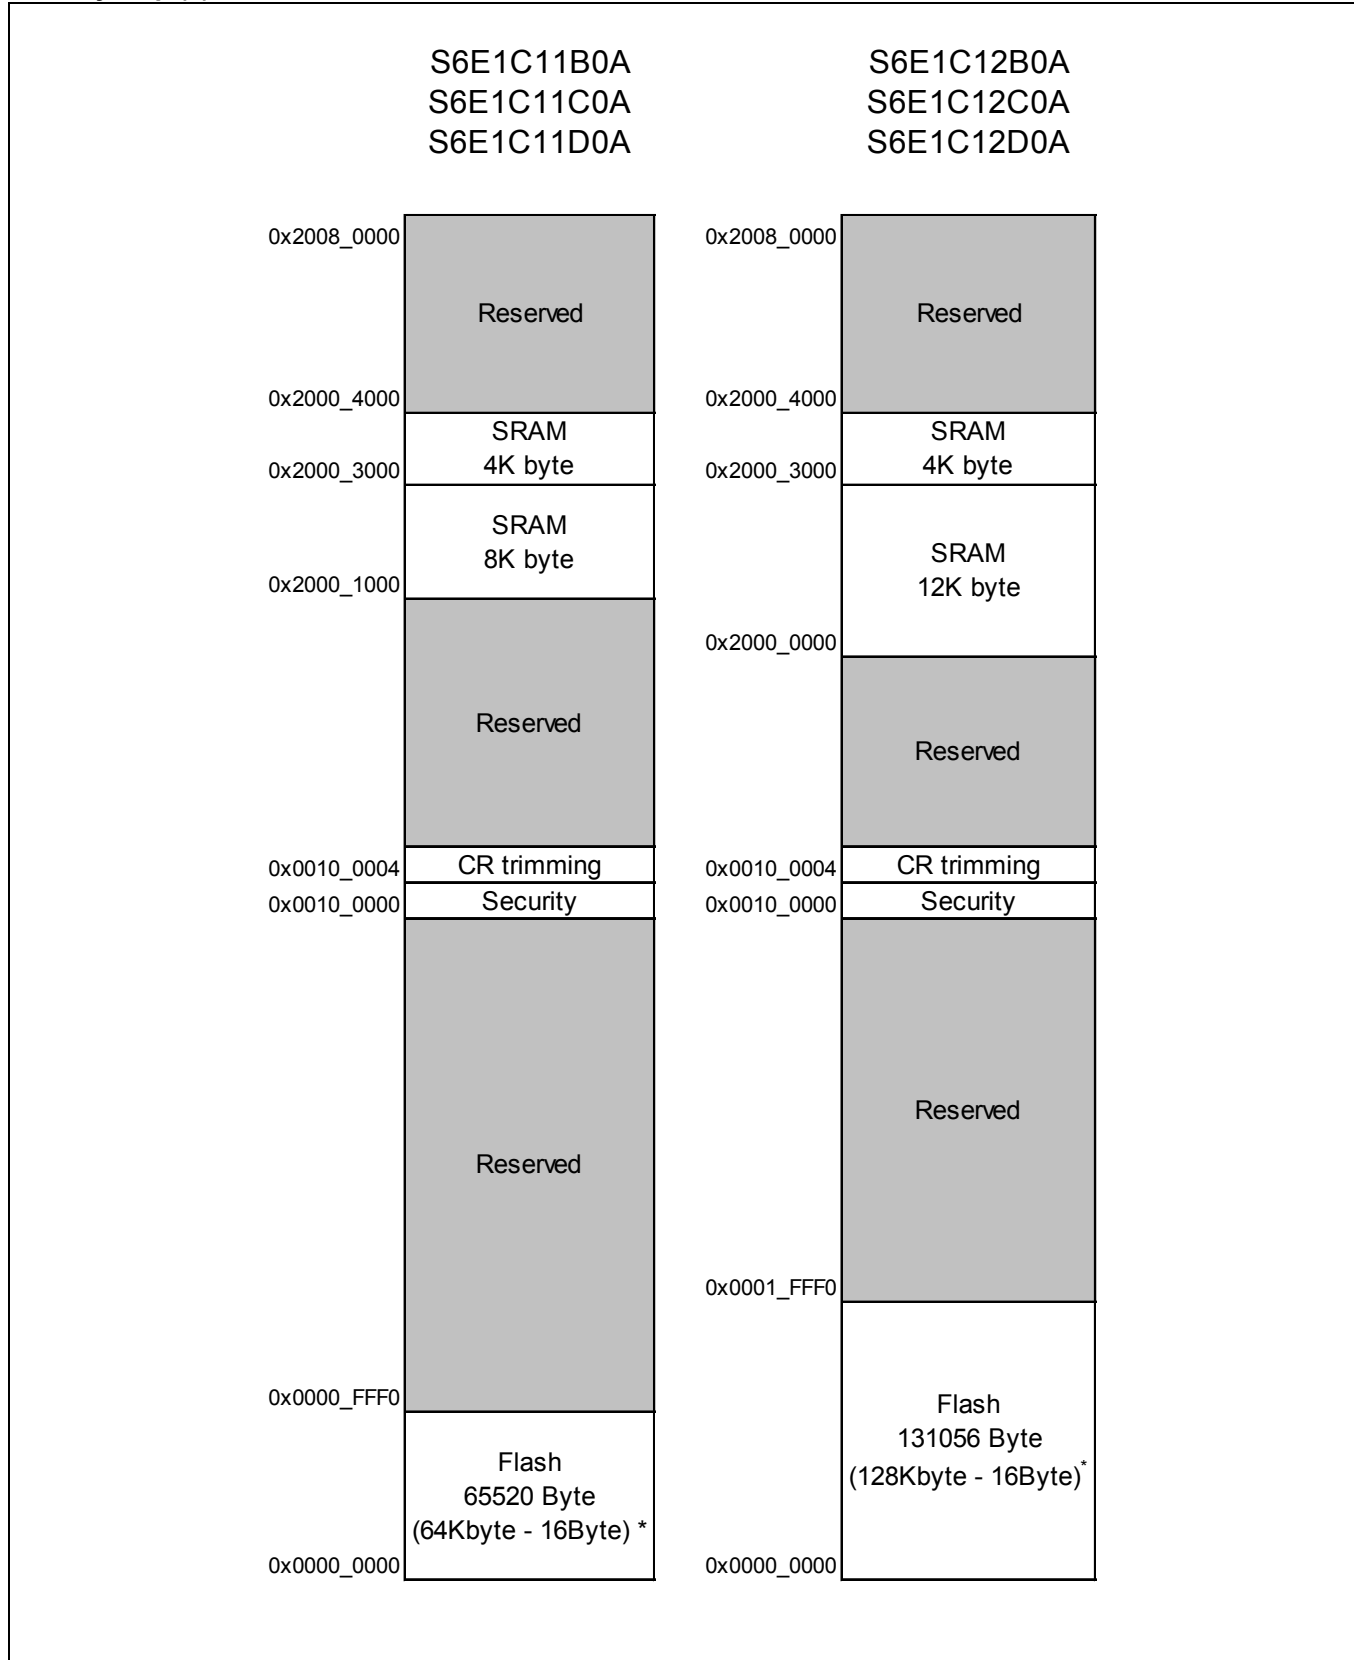 S6E1C11B0A
S6E1C11C0A
S6E1C11D0A
0x2008_0000
Reserved
0x2000_4000
SRAM
4K byte
0x2000_3000
SRAM
8K byte
0x2000_1000
Reserved
0x0010_0004
CR trimming
0x0010_0000
Security
Reserved
0x0000_FFF0
Flash
65520 Byte
(64Kbyte - 16Byte) *
0x0000_0000
S6E1C12B0A
S6E1C12C0A
S6E1C12D0A
0x2008_0000
Reserved
0x2000_4000
SRAM
4K byte
0x2000_3000
SRAM
12K byte
0x2000_0000
Reserved
0x0010_0004
CR trimming
0x0010_0000
Security
Reserved
0x0001_FFF0
Flash
131056 Byte
(128Kbyte - 16Byte)*
0x0000_0000